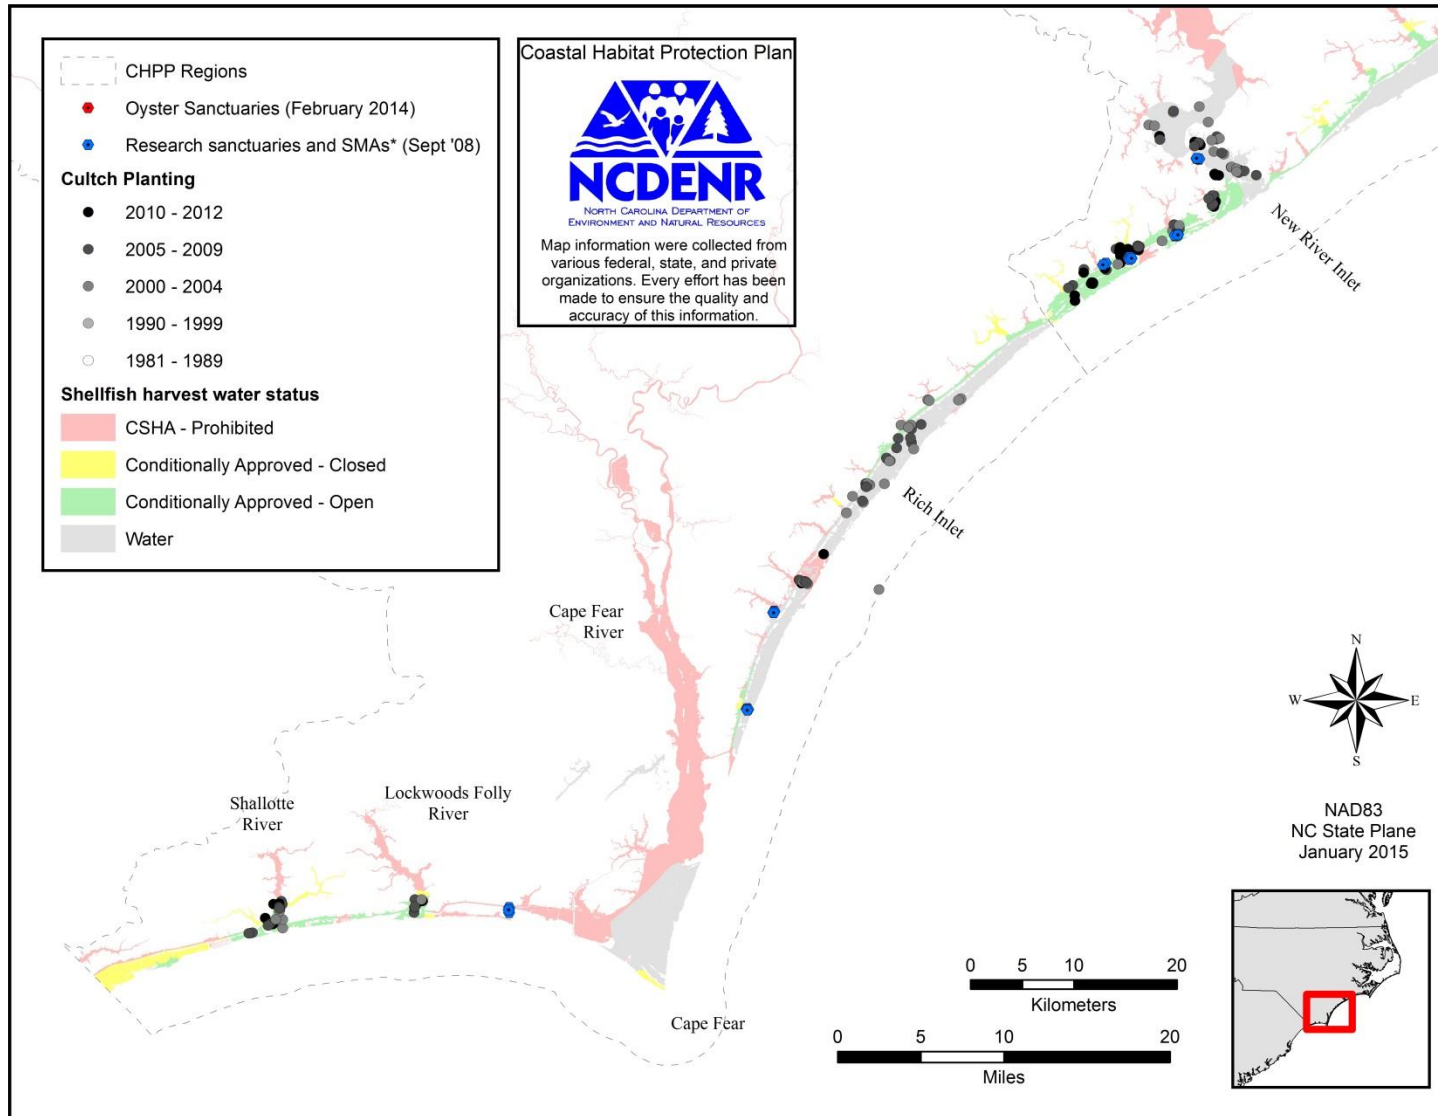 CHPP Regions
Oyster Sanctuaries (February 2014)
Research sanctuaries and SMAs* (Sept '08)
Cultch Planting
2010 - 2012
2005 - 2009
2000 - 2004
1990 - 1999
1981 - 1989
Shellfish harvest water status
CSHA - Prohibited
Conditionally Approved - Closed
Conditionally Approved - Open
Water
Coastal Habitat Protection Plan
NCDENR
North Carolina Department of
Environment and Natural Resources
Map information were collected from
various federal, state, and private
organizations. Every effort has been
made to ensure the quality and
accuracy of this information.
New River Inlet
Rich Inlet
Cape Fear
River
Lockwoods Folly
River
Shallotte
River
Cape Fear
N
W
E
S
NAD83
NC State Plane
January 2015
0 5 10 20
Kilometers
0 5 10 20
Miles